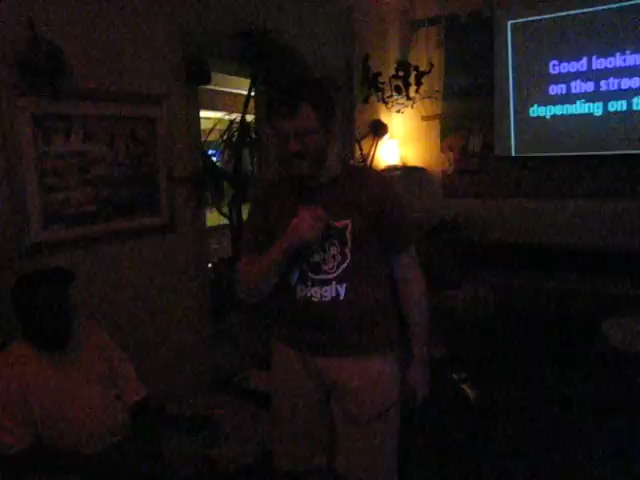 Good lookin
on the stree
depending on t
piggly